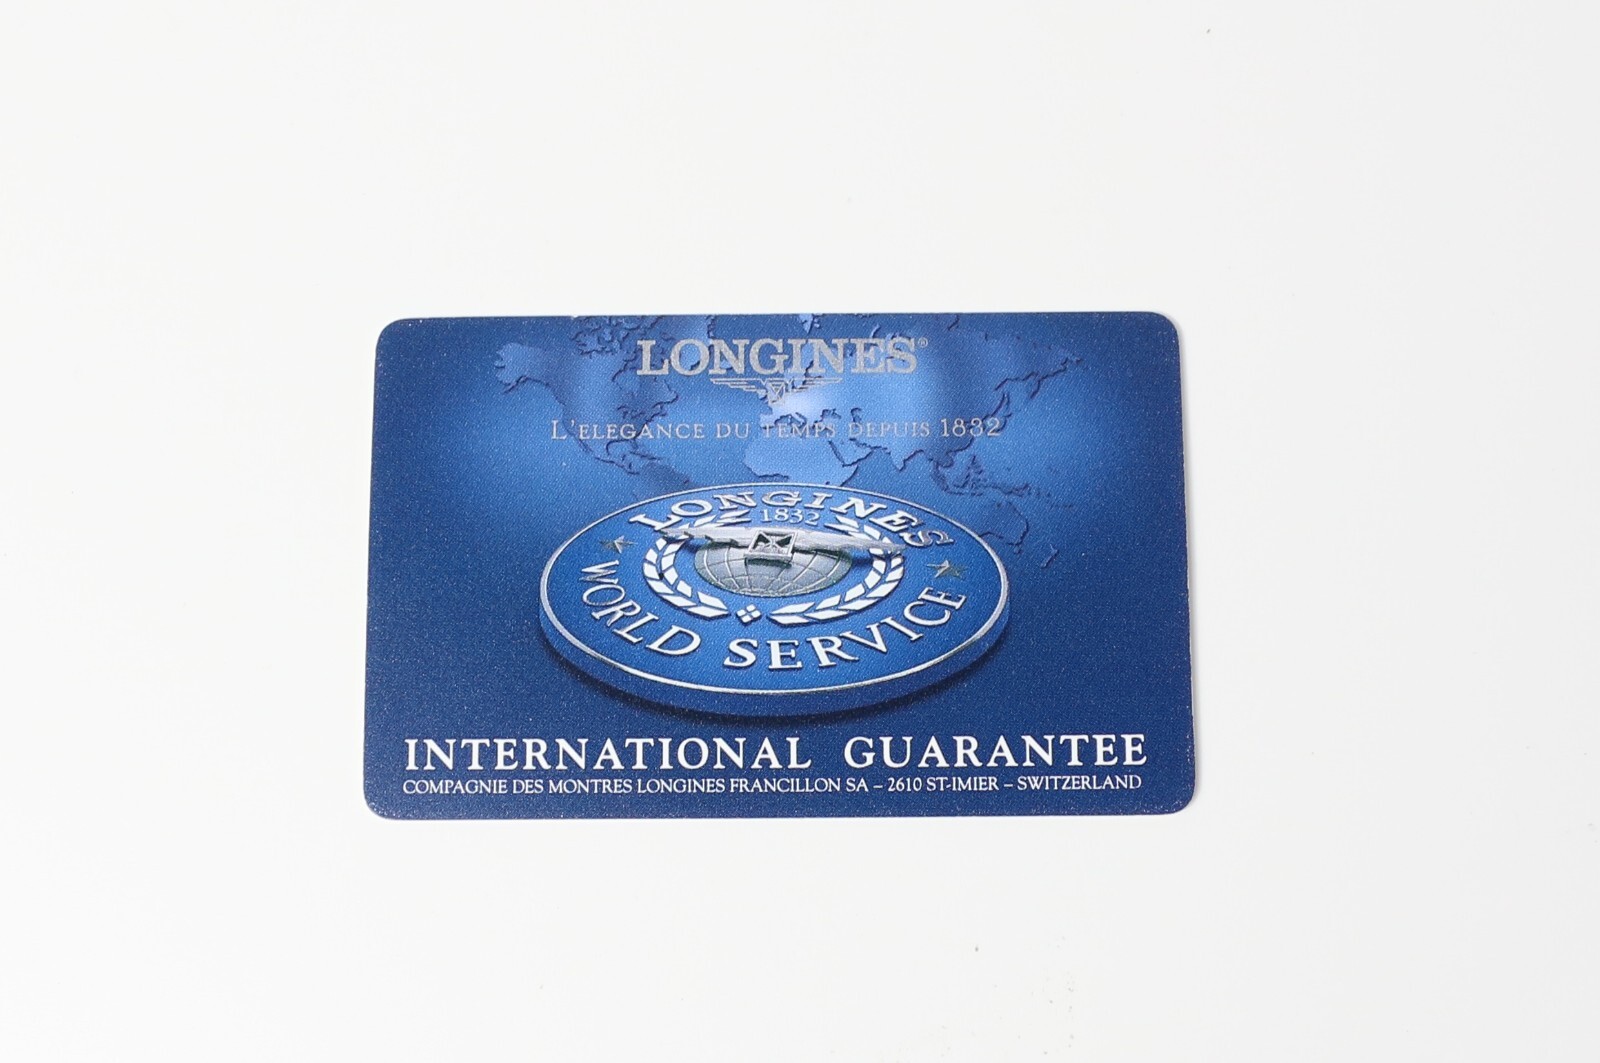 LONGINES®
L'ELEGANCE DU TEMPS DEPUIS 1832
LONGINES
1832
WORLD SERVICE
INTERNATIONAL GUARANTEE
COMPAGNIE DES MONTRES LONGINES FRANCILLON SA – 2610 ST-IMIER – SWITZERLAND